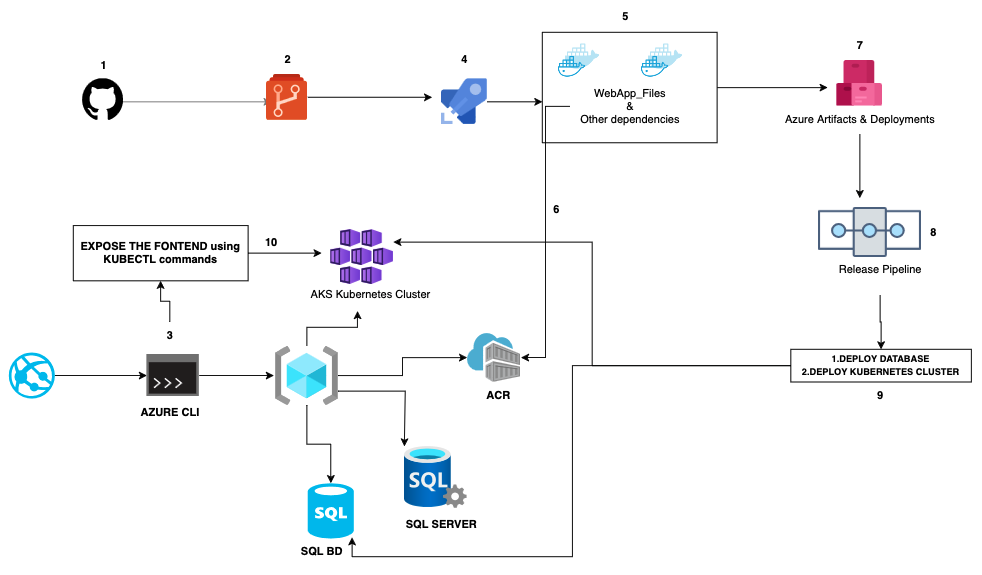 5
1
2
4
7
WebApp_Files
&
Other dependencies
Azure Artifacts & Deployments
6
8
Release Pipeline
EXPOSE THE FONTEND using
KUBECTL commands
10
AKS Kubernetes Cluster
3
>>>
AZURE CLI
ACR
1.DEPLOY DATABASE
2.DEPLOY KUBERNETES CLUSTER
9
SQL
SQL SERVER
SQL
SQL BD